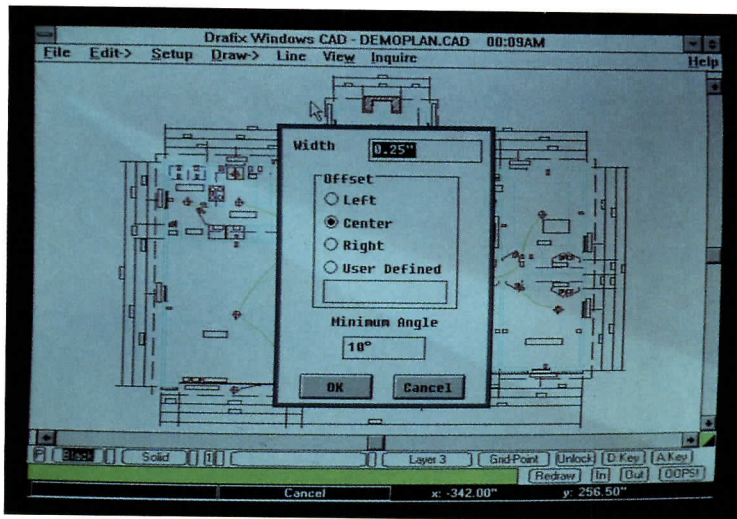 Drafix Windows CAD - DEMOPLAN.CAD 00:09AM
File Edit-> Setup Draw-> Line View Inquire Help
Width 0.25"
Offset
Left
Center
Right
User Defined
Minimum Angle
10°
OK Cancel
P Black Solid 1 Layer 3 Grid-Point Unlock D.Key A.Key
Redraw In Out OOPS!
Cancel x: -342.00" y: 256.50"